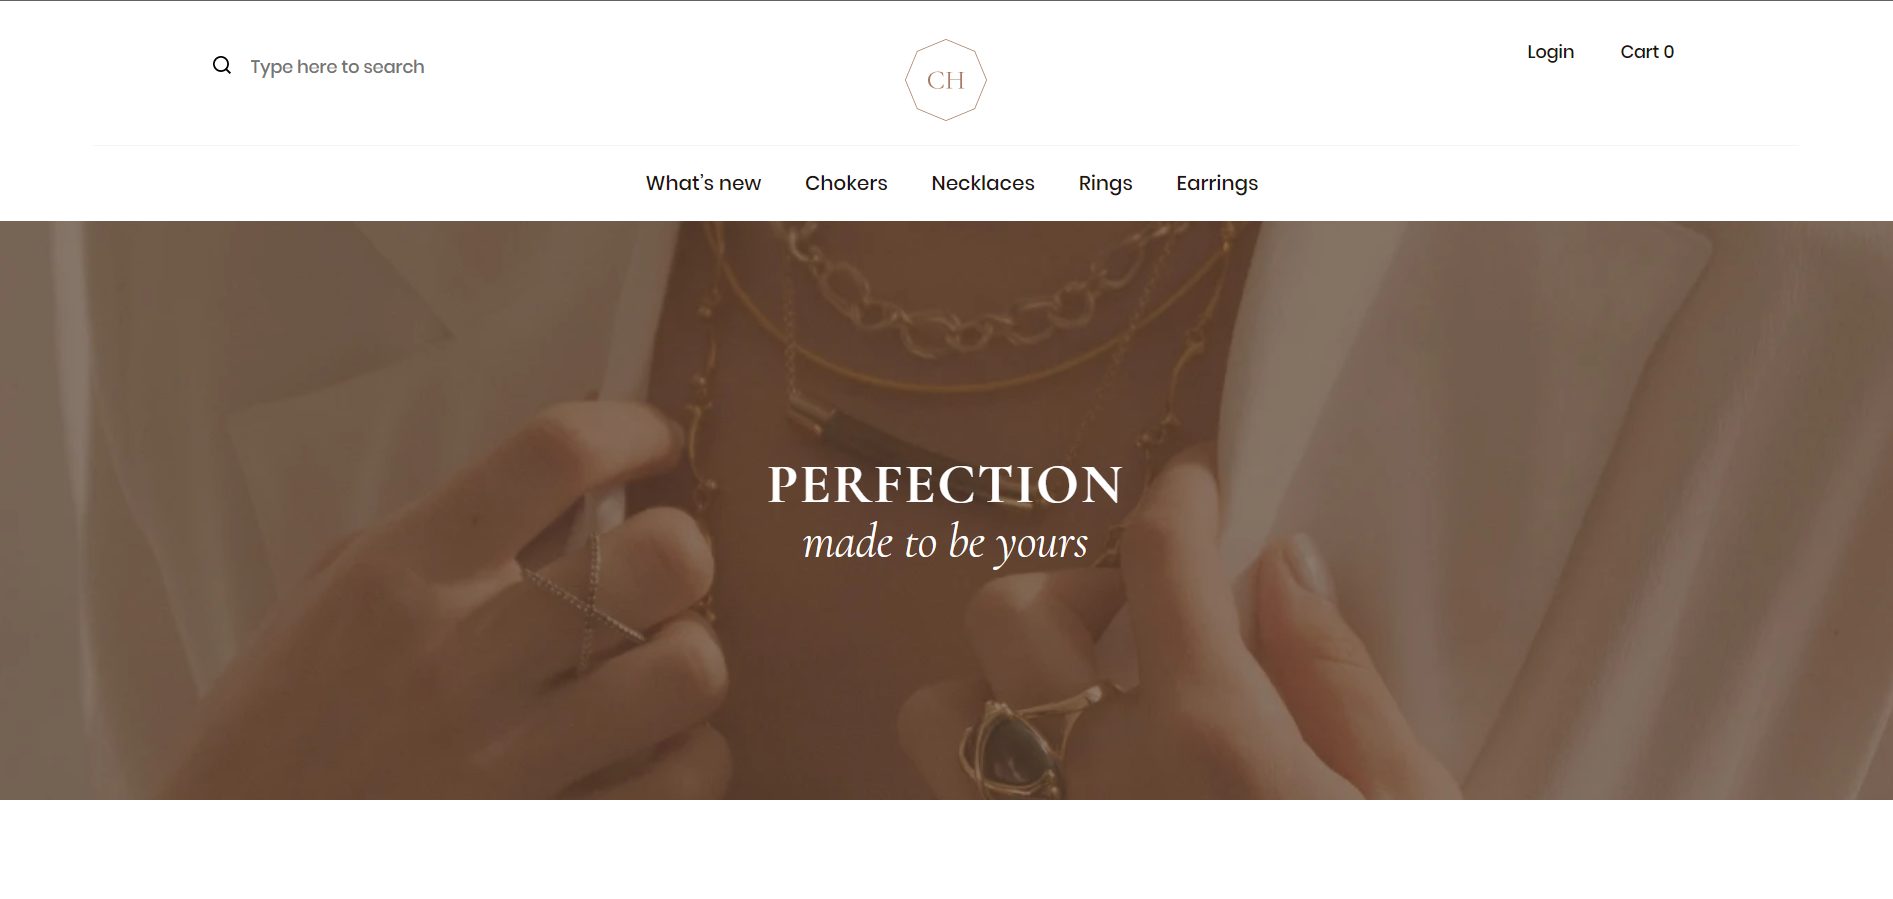 Type here to search
CH
Login
Cart 0
What's new
Chokers
Necklaces
Rings
Earrings
PERFECTION
made to be yours